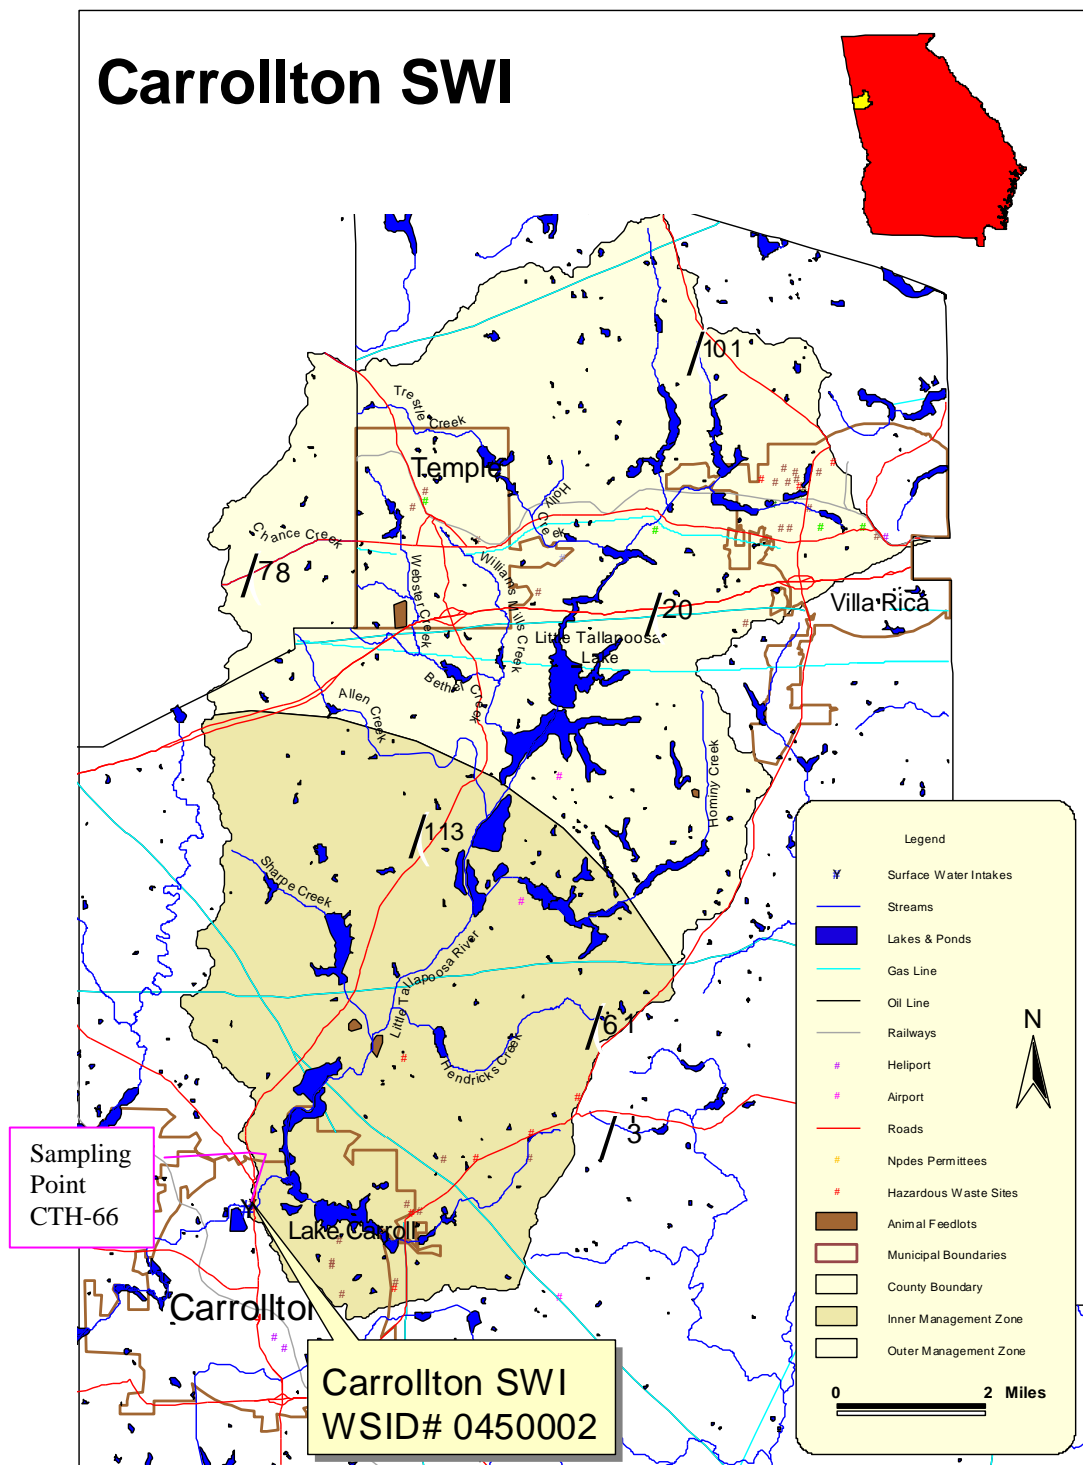 Carrollton SWI
101
Trestle Creek
Temple
Holly Creek
Chance Creek
78
Webster Creek
Williams Mills Creek
20
Villa Rica
Little Tallapoosa
Lake
Bethel Creek
Allen Creek
Hominy Creek
113
Sharpe Creek
Little Tallapoosa River
61
Hendricks Creek
3
Sampling
Point
CTH-66
Lake Carroll
Carrollton
Carrollton SWI
WSID# 0450002
Legend
Surface Water Intakes
Streams
Lakes & Ponds
Gas Line
Oil Line
Railways
Heliport
Airport
Roads
Npdes Permittees
Hazardous Waste Sites
Animal Feedlots
Municipal Boundaries
County Boundary
Inner Management Zone
Outer Management Zone
N
0 2 Miles